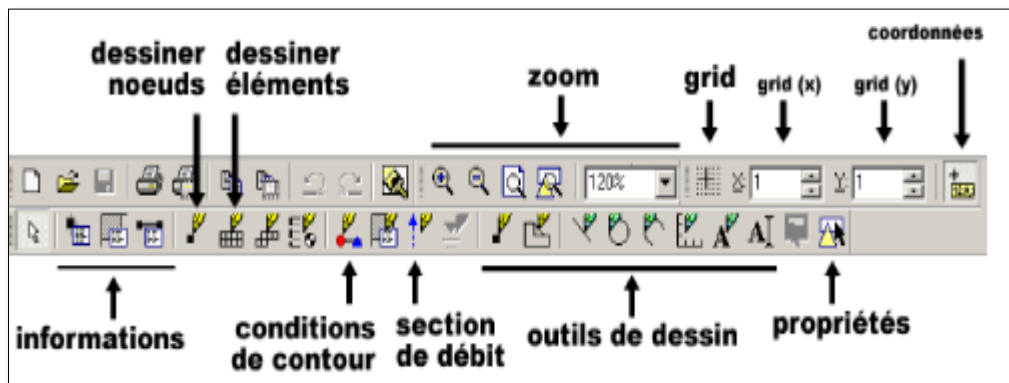 coordonnées
dessiner dessiner
noeuds éléments
zoom
grid
grid (x)
grid (y)
120%
X: 1
Y: 1
informations
conditions
de contour
section
de débit
outils de dessin
propriétés